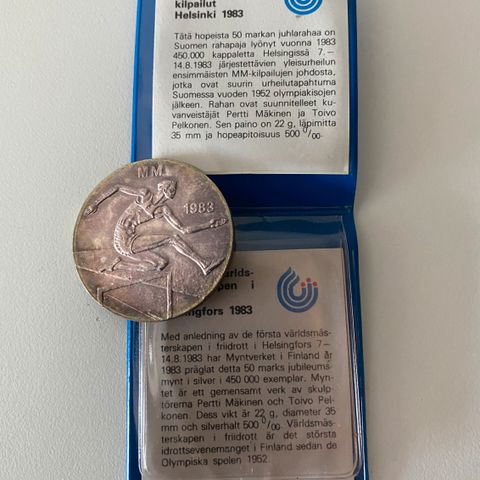 kilpailut
Helsinki 1983
Tätä hopeista 50 markan juhlarahaa on
Suomen rahapaja lyönyt vuonna 1983
450.000 kappaletta Helsingissä 7.—
14.8.1983 järjestettävien yleisurheilun
ensimmäisten MM-kilpailujen johdosta,
jotka ovat suurin urheilutapahtuma
Suomessa vuoden 1952 olympiakisojen
jälkeen. Rahan ovat suunnitelleet ku-
vanveistäjät Pertti Mäkinen ja Toivo
Pelkonen. Sen paino on 22 g, läpimitta
35 mm ja hopeapitoisuus 500 0/00.
MM
1983
världs-
pen i
ingfors 1983
Med anledning av de första världsmäs-
terskapen i friidrott i Helsingfors 7—
14.8.1983 har Myntverket i Finland år
1983 präglat detta 50 marks jubileums-
mynt i silver i 450 000 exemplar. Myn-
tet är ett gemensamt verk av skulp-
törerna Pertti Mäkinen och Toivo Pel-
konen. Dess vikt är 22 g, diameter 35
mm och silverhalt 500 0/00. Världsmäs-
terskapen i friidrott är det största
idrottsevenemanget i Finland sedan de
Olympiska spelen 1952.